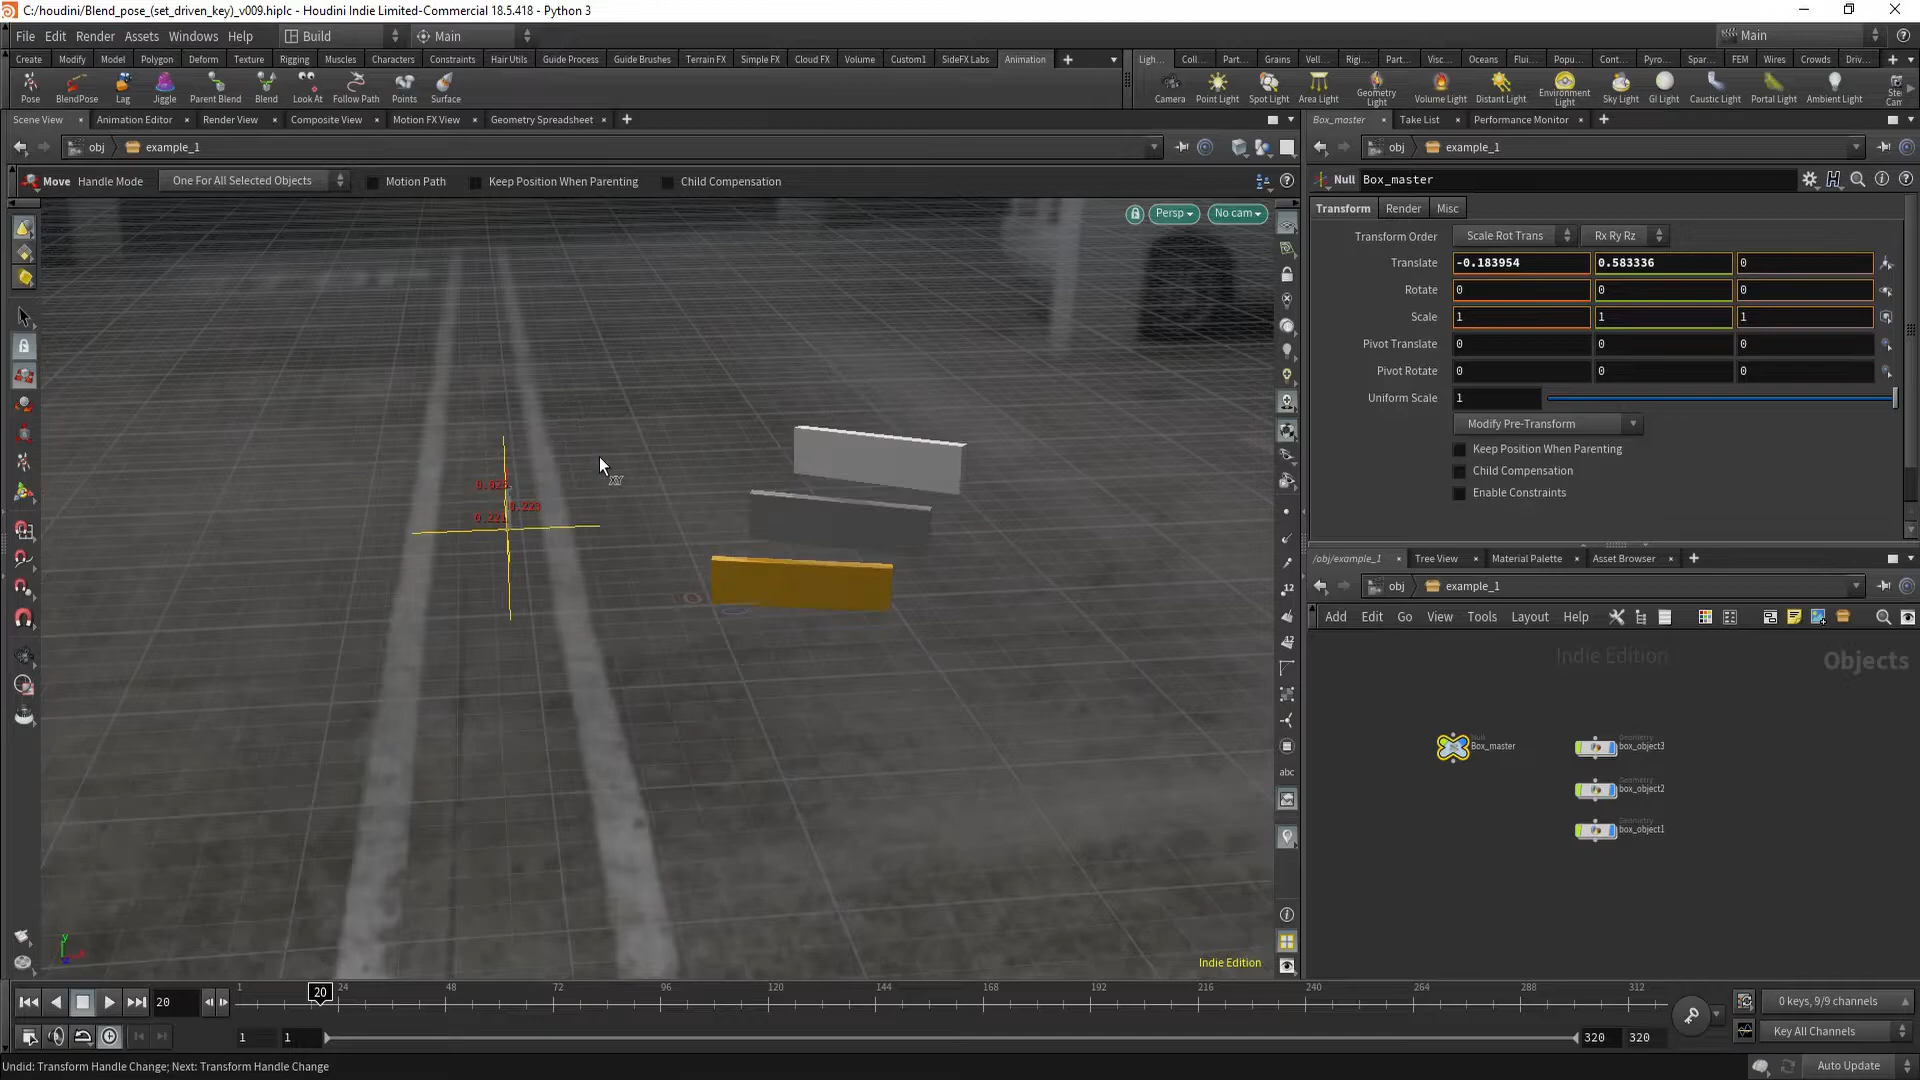 C:/houdini/Blend_pose_(set_driven_key)_v009.hiplc - Houdini Indie Limited-Commercial 18.5.418 - Python 3
File Edit Render Assets Windows Help Build Main Main
Create Modify Model Polygon Deform Texture Rigging Muscles Characters Constraints Hair Utils Guide Process Guide Brushes Terrain FX Simple FX Cloud FX Volume Custom1 SideFX Labs Animation
Ligh... Coll... Part... Grains Vell... Rigi... Part... Visc... Oceans Flui... Popu... Cont... Pyro... Spar... FEM Wires Crowds Driv...
Pose BlendPose Lag Jiggle Parent Blend Blend Look At Follow Path Points Surface
Camera Point Light Spot Light Area Light Geometry Light Volume Light Distant Light Environment Light Sky Light GI Light Caustic Light Portal Light Ambient Light Ste Cam
Scene View Animation Editor Render View Composite View Motion FX View Geometry Spreadsheet
obj example_1
Move Handle Mode One For All Selected Objects Motion Path Keep Position When Parenting Child Compensation
Persp No cam
Indie Edition
Box_master Take List Performance Monitor
obj example_1
Null Box_master
Transform Render Misc
Transform Order Scale Rot Trans Rx Ry Rz
Translate -0.183954 0.583336 0
Rotate 0 0 0
Scale 1 1 1
Pivot Translate 0 0 0
Pivot Rotate 0 0 0
Uniform Scale 1
Modify Pre-Transform
Keep Position When Parenting
Child Compensation
Enable Constraints
/obj/example_1 Tree View Material Palette Asset Browser
obj example_1
Add Edit Go View Tools Layout Help
Indie Edition
Objects
Null
Box_master
Geometry
box_object3
Geometry
box_object2
Geometry
box_object1
abc
20 1 20 24 48 72 96 120 144 168 192 216 240 264 288 312
1 1 320 320
0 keys, 9/9 channels
Key All Channels
Undid: Transform Handle Change; Next: Transform Handle Change
Auto Update